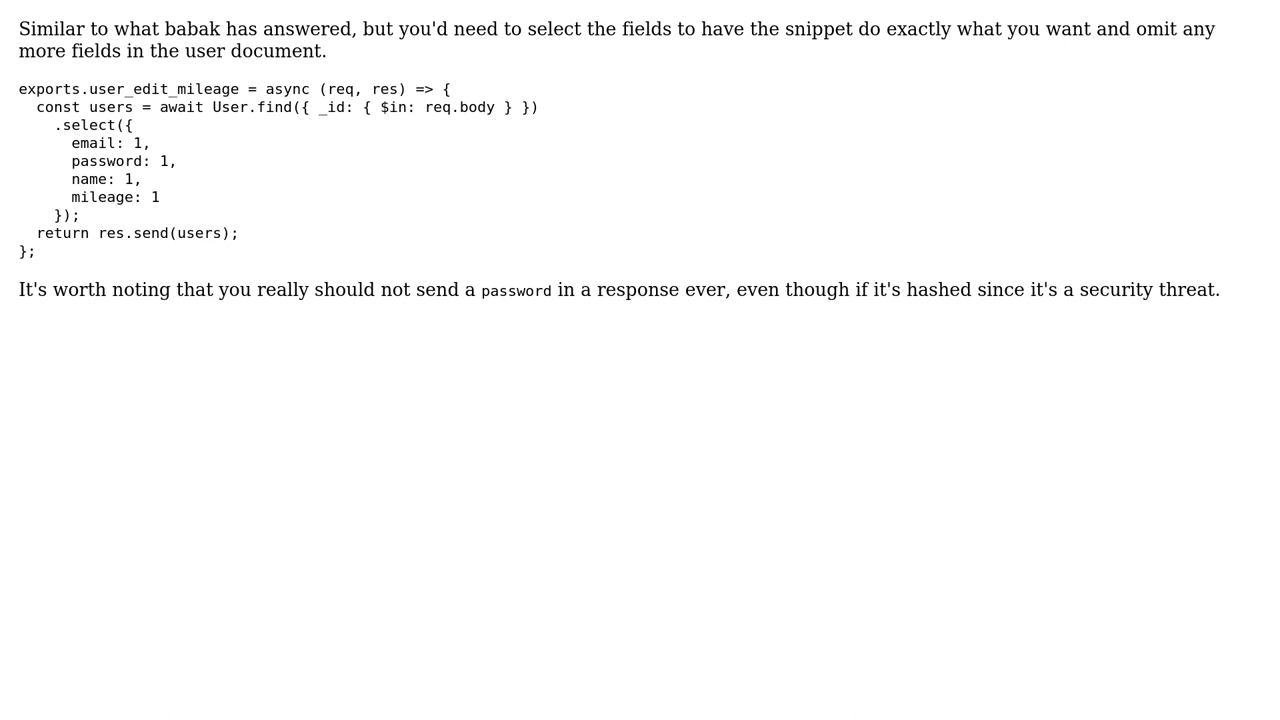 Similar to what babak has answered, but you'd need to select the fields to have the snippet do exactly what you want and omit any
more fields in the user document.
exports.user_edit_mileage = async (req, res) => {
  const users = await User.find({ _id: { $in: req.body } })
    .select({
      email: 1,
      password: 1,
      name: 1,
      mileage: 1
    });
  return res.send(users);
};
It's worth noting that you really should not send a password in a response ever, even though if it's hashed since it's a security threat.